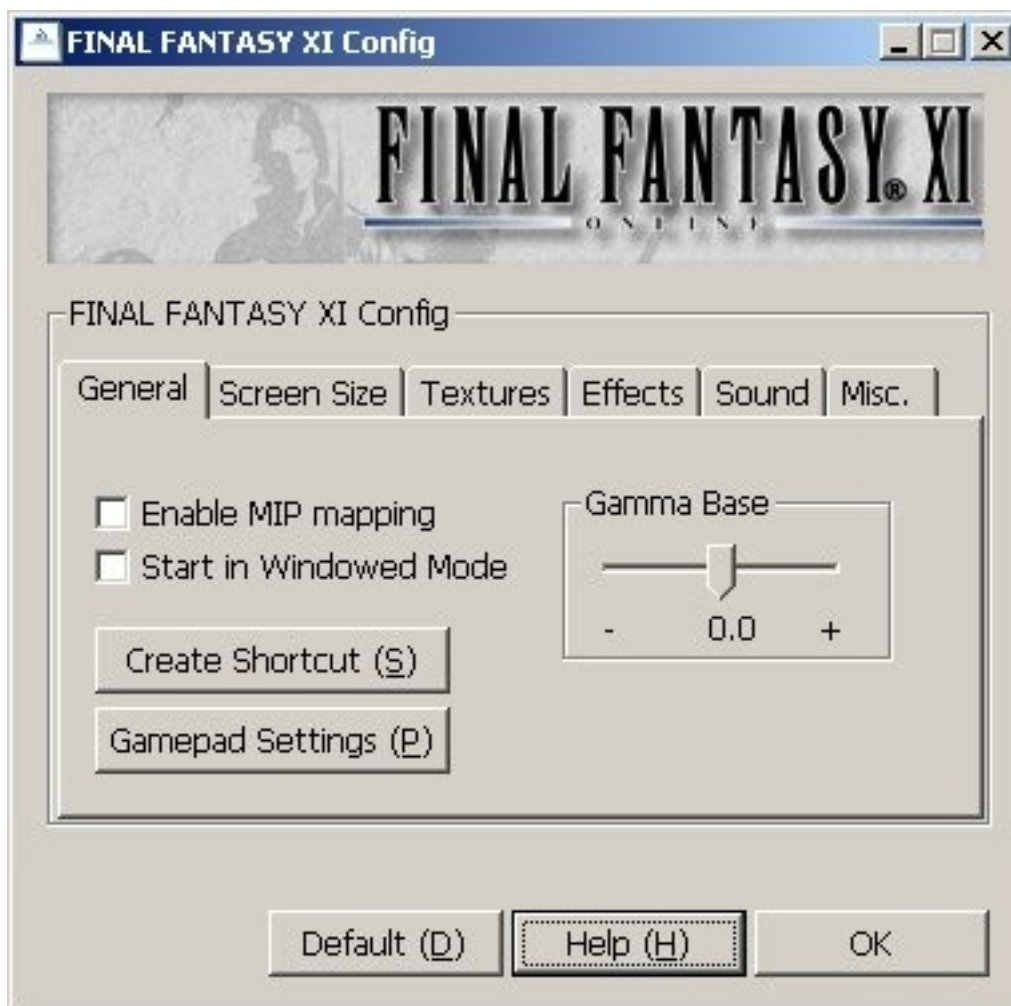 FINAL FANTASY XI Config
FINAL FANTASY® XI
ONLINE
FINAL FANTASY XI Config
General Screen Size Textures Effects Sound Misc.
Enable MIP mapping
Start in Windowed Mode
Gamma Base
- 0.0 +
Create Shortcut (S)
Gamepad Settings (P)
Default (D) Help (H) OK